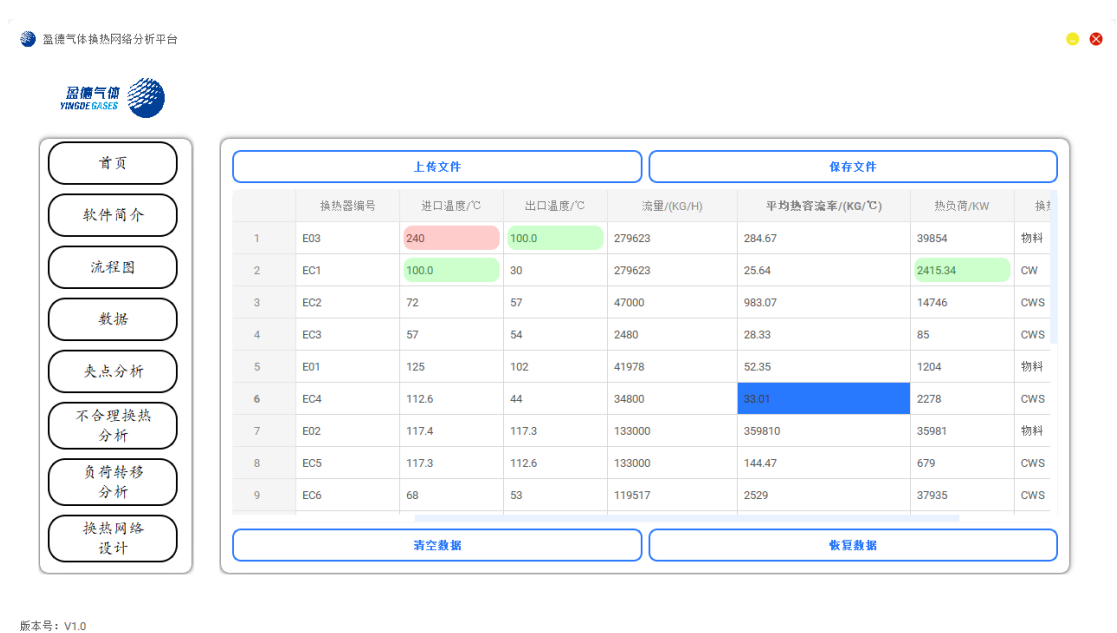 盈德气体换热网络分析平台
盈德气体
YINGDE GASES
首页
软件简介
流程图
数据
夹点分析
不合理换热
分析
负荷转移
分析
换热网络
设计
上传文件 保存文件
换热器编号 进口温度/℃ 出口温度/℃ 流量/(KG/H) 平均热容流率/(KG/℃) 热负荷/KW
1 E03 240 100.0 279623 284.67 39854 物料
2 EC1 100.0 30 279623 25.64 2415.34 CW
3 EC2 72 57 47000 983.07 14746 CWS
4 EC3 57 54 2480 28.33 85 CWS
5 E01 125 102 41978 52.35 1204 物料
6 EC4 112.6 44 34800 33.01 2278 CWS
7 E02 117.4 117.3 133000 359810 35981 物料
8 EC5 117.3 112.6 133000 144.47 679 CWS
9 EC6 68 53 119517 2529 37935 CWS
清空数据 恢复数据
版本号：V1.0